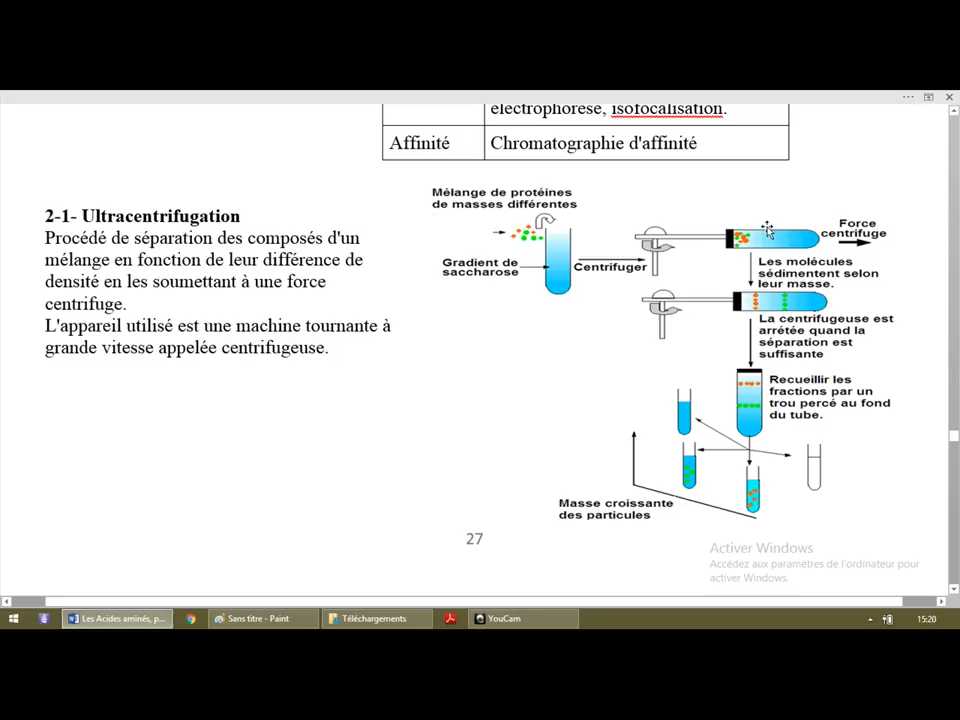 électrophorèse, isofocalisation.
Affinité
Chromatographie d'affinité
2-1- Ultracentrifugation
Procédé de séparation des composés d'un
mélange en fonction de leur différence de
densité en les soumettant à une force
centrifuge.
L'appareil utilisé est une machine tournante à
grande vitesse appelée centrifugeuse.
Mélange de protéines
de masses différentes
Gradient de
saccharose
Centrifuger
Force
centrifuge
Les molécules
sédimentent selon
leur masse.
La centrifugeuse est
arrétée quand la
séparation est
suffisante
Recueillir les
fractions par un
trou percé au fond
du tube.
Masse croissante
des particules
27
Activer Windows
Accédez aux paramètres de l'ordinateur pour
activer Windows.
Les Acides aminés, p...
Sans titre - Paint
Téléchargements
YouCam
15:20